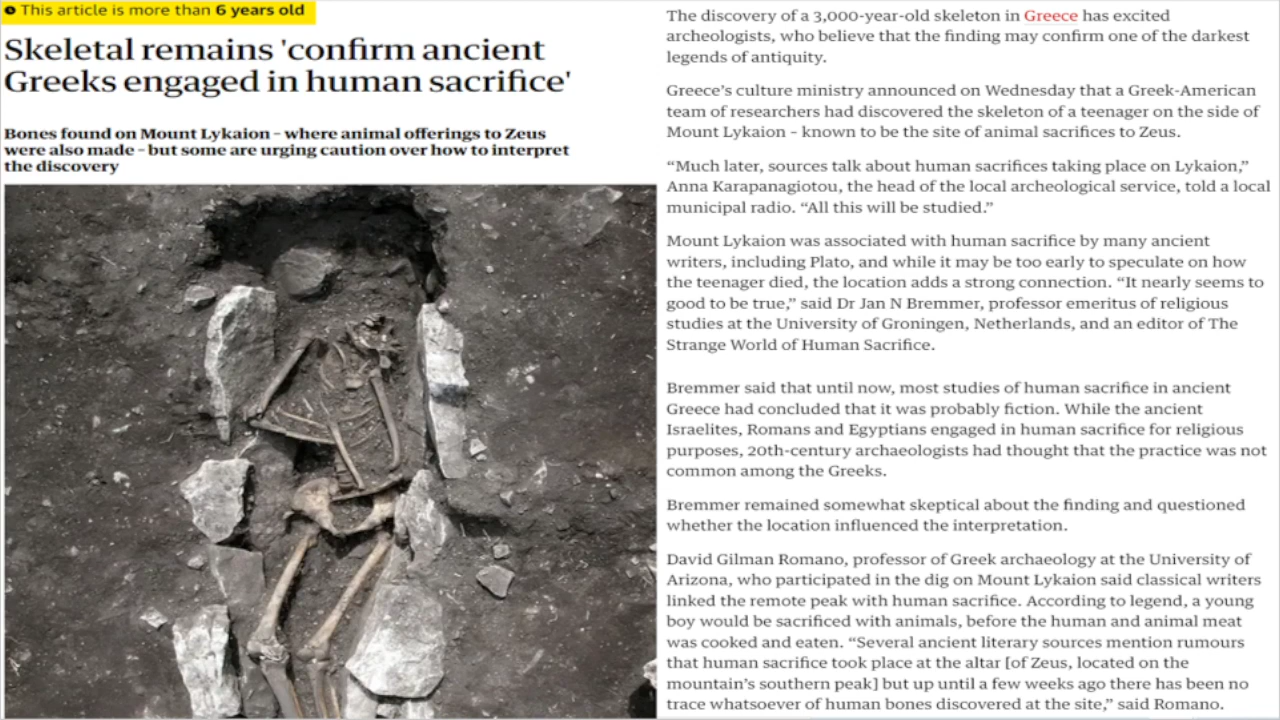 This article is more than 6 years old
Skeletal remains 'confirm ancient
Greeks engaged in human sacrifice'
Bones found on Mount Lykaion – where animal offerings to Zeus
were also made – but some are urging caution over how to interpret
the discovery
The discovery of a 3,000-year-old skeleton in Greece has excited
archeologists, who believe that the finding may confirm one of the darkest
legends of antiquity.
Greece’s culture ministry announced on Wednesday that a Greek-American
team of researchers had discovered the skeleton of a teenager on the side of
Mount Lykaion – known to be the site of animal sacrifices to Zeus.
“Much later, sources talk about human sacrifices taking place on Lykaion,”
Anna Karapanagiotou, the head of the local archeological service, told a local
municipal radio. “All this will be studied.”
Mount Lykaion was associated with human sacrifice by many ancient
writers, including Plato, and while it may be too early to speculate on how
the teenager died, the location adds a strong connection. “It nearly seems to
good to be true,” said Dr Jan N Bremmer, professor emeritus of religious
studies at the University of Groningen, Netherlands, and an editor of The
Strange World of Human Sacrifice.
Bremmer said that until now, most studies of human sacrifice in ancient
Greece had concluded that it was probably fiction. While the ancient
Israelites, Romans and Egyptians engaged in human sacrifice for religious
purposes, 20th-century archaeologists had thought that the practice was not
common among the Greeks.
Bremmer remained somewhat skeptical about the finding and questioned
whether the location influenced the interpretation.
David Gilman Romano, professor of Greek archaeology at the University of
Arizona, who participated in the dig on Mount Lykaion said classical writers
linked the remote peak with human sacrifice. According to legend, a young
boy would be sacrificed with animals, before the human and animal meat
was cooked and eaten. “Several ancient literary sources mention rumours
that human sacrifice took place at the altar [of Zeus, located on the
mountain’s southern peak] but up until a few weeks ago there has been no
trace whatsoever of human bones discovered at the site,” said Romano.